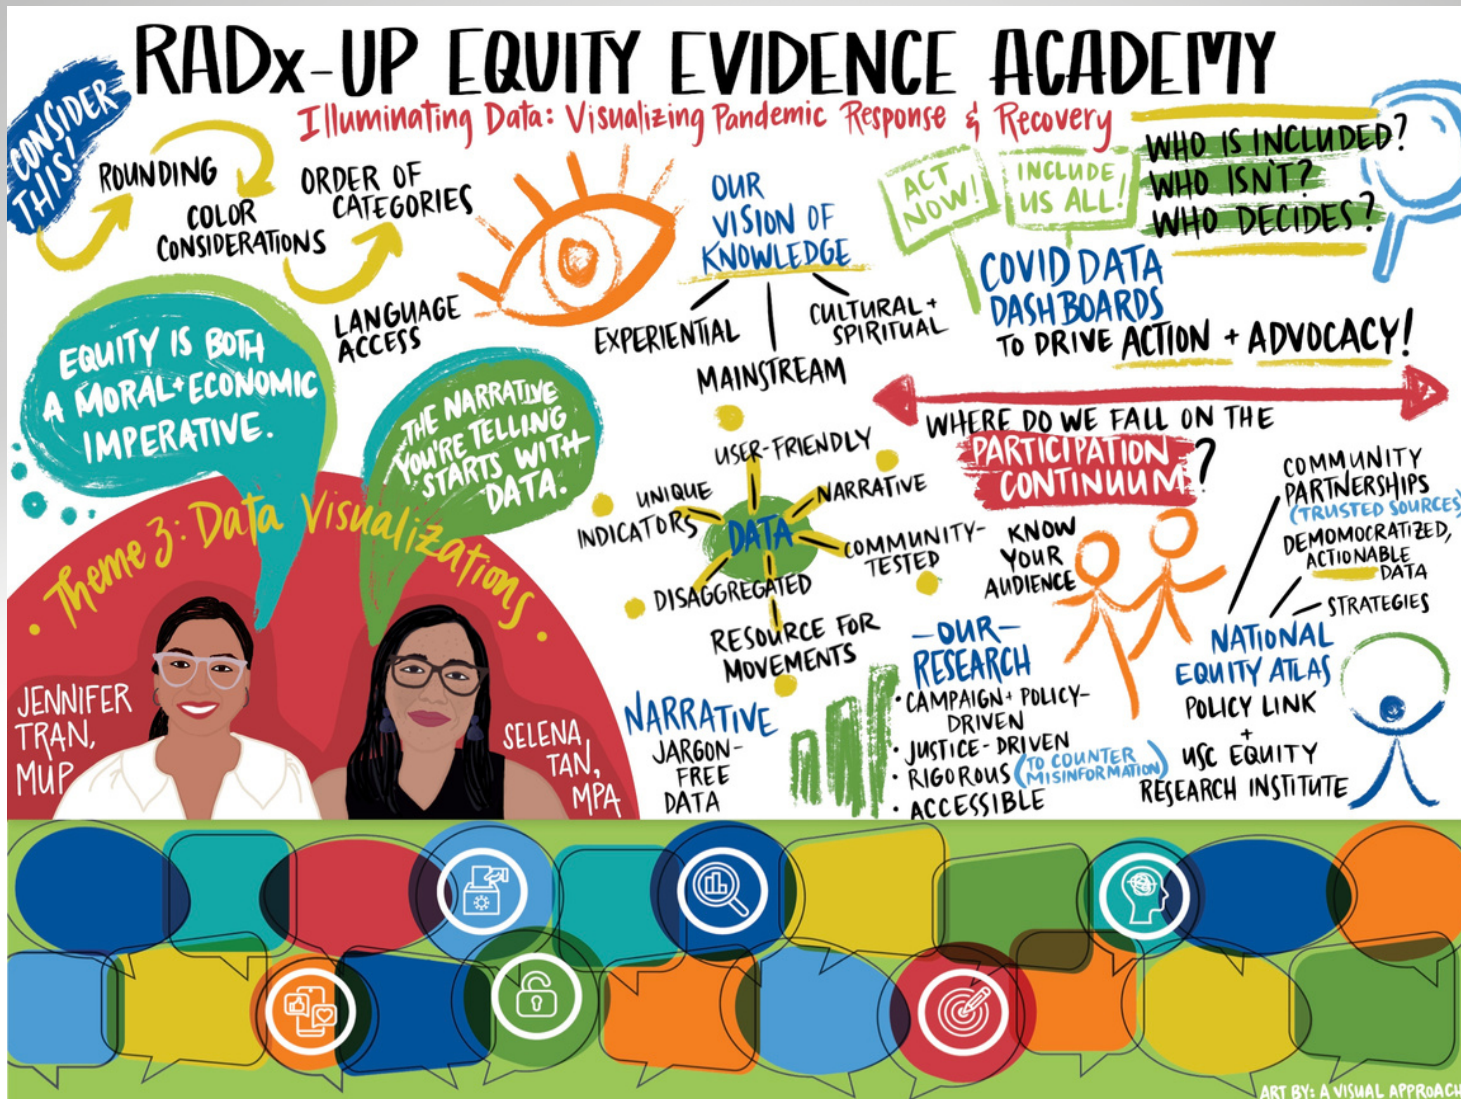 RADx-UP EQUITY EVIDENCE ACADEMY
Illuminating Data: Visualizing Pandemic Response & Recovery
CONSIDER
THIS!
ROUNDING
COLOR
CONSIDERATIONS
ORDER OF
CATEGORIES
LANGUAGE
ACCESS
OUR
VISION OF
KNOWLEDGE
EXPERIENTIAL
MAINSTREAM
CULTURAL +
SPIRITUAL
ACT
NOW!
INCLUDE
US ALL!
WHO IS INCLUDED?
WHO ISN'T?
WHO DECIDES?
COVID DATA
DASHBOARDS
TO DRIVE ACTION + ADVOCACY!
EQUITY IS BOTH
A MORAL + ECONOMIC
IMPERATIVE.
THE NARRATIVE
YOU'RE TELLING
STARTS WITH
DATA.
Theme 3: Data Visualizations
JENNIFER
TRAN,
MUP
SELENA,
TAN,
MPA
USER-FRIENDLY
UNIQUE
INDICATORS
NARRATIVE
DATA
COMMUNITY-
TESTED
DISAGGREGATED
RESOURCE FOR
MOVEMENTS
WHERE DO WE FALL ON THE
PARTICIPATION
CONTINUUM?
KNOW
YOUR
AUDIENCE
COMMUNITY
PARTNERSHIPS
(TRUSTED SOURCES)
DEMOMOCRATIZED,
ACTIONABLE
DATA
STRATEGIES
NATIONAL
EQUITY ATLAS
POLICY LINK
+
USC EQUITY
RESEARCH INSTITUTE
NARRATIVE
JARGON-
FREE
DATA
-OUR-
RESEARCH
• CAMPAIGN + POLICY-
DRIVEN
• JUSTICE-DRIVEN
• RIGOROUS (TO COUNTER
MISINFORMATION)
• ACCESSIBLE
ART BY: A VISUAL APPROACH